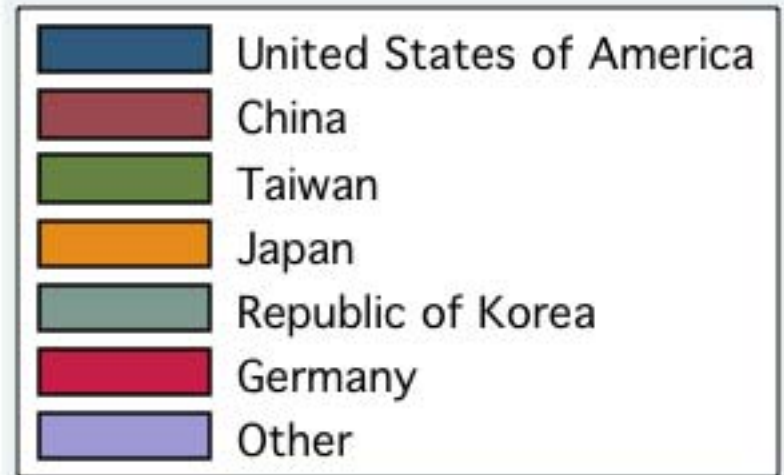 United States of America
China
Taiwan
Japan
Republic of Korea
Germany
Other